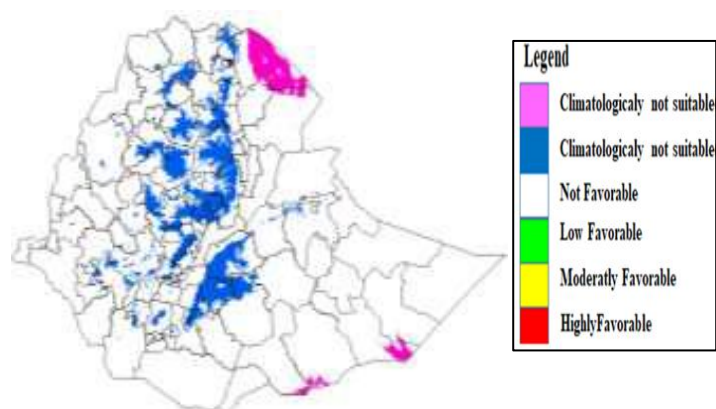 Legend
Climatologicaly not suitable
Climatologicaly not suitable
Not Favorable
Low Favorable
Moderatly Favorable
HighlyFavorable